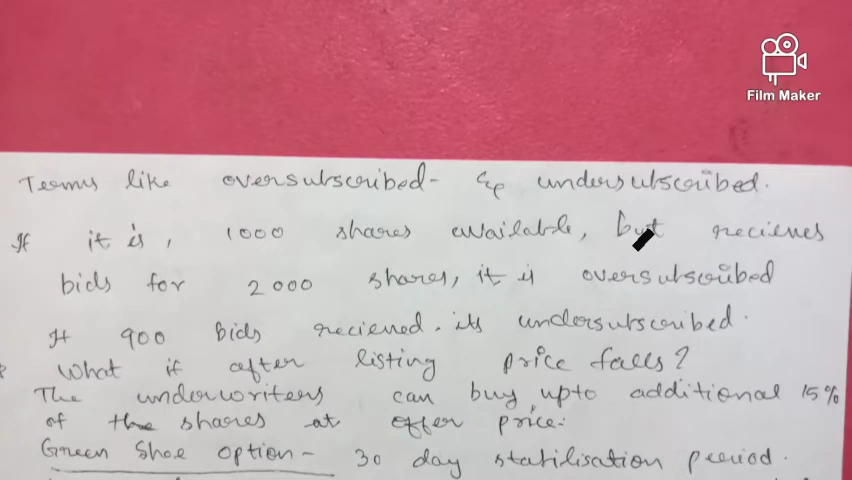 Film Maker
Terms like oversubscribed- & undersubscribed.
If it is, 1000 shares available, but recieves
bids for 2000 shares, it is oversubscribed
If 900 bids recieved. its undersubscribed.
What if after listing price falls?
The underwriters can buy upto additional 15%
of the shares at offer price.
Green Shoe option- 30 day stabilisation period.